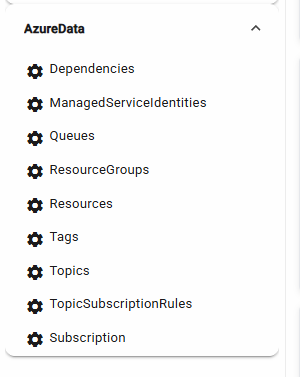 AzureData
Dependencies
ManagedServiceIdentities
Queues
ResourceGroups
Resources
Tags
Topics
TopicSubscriptionRules
Subscription